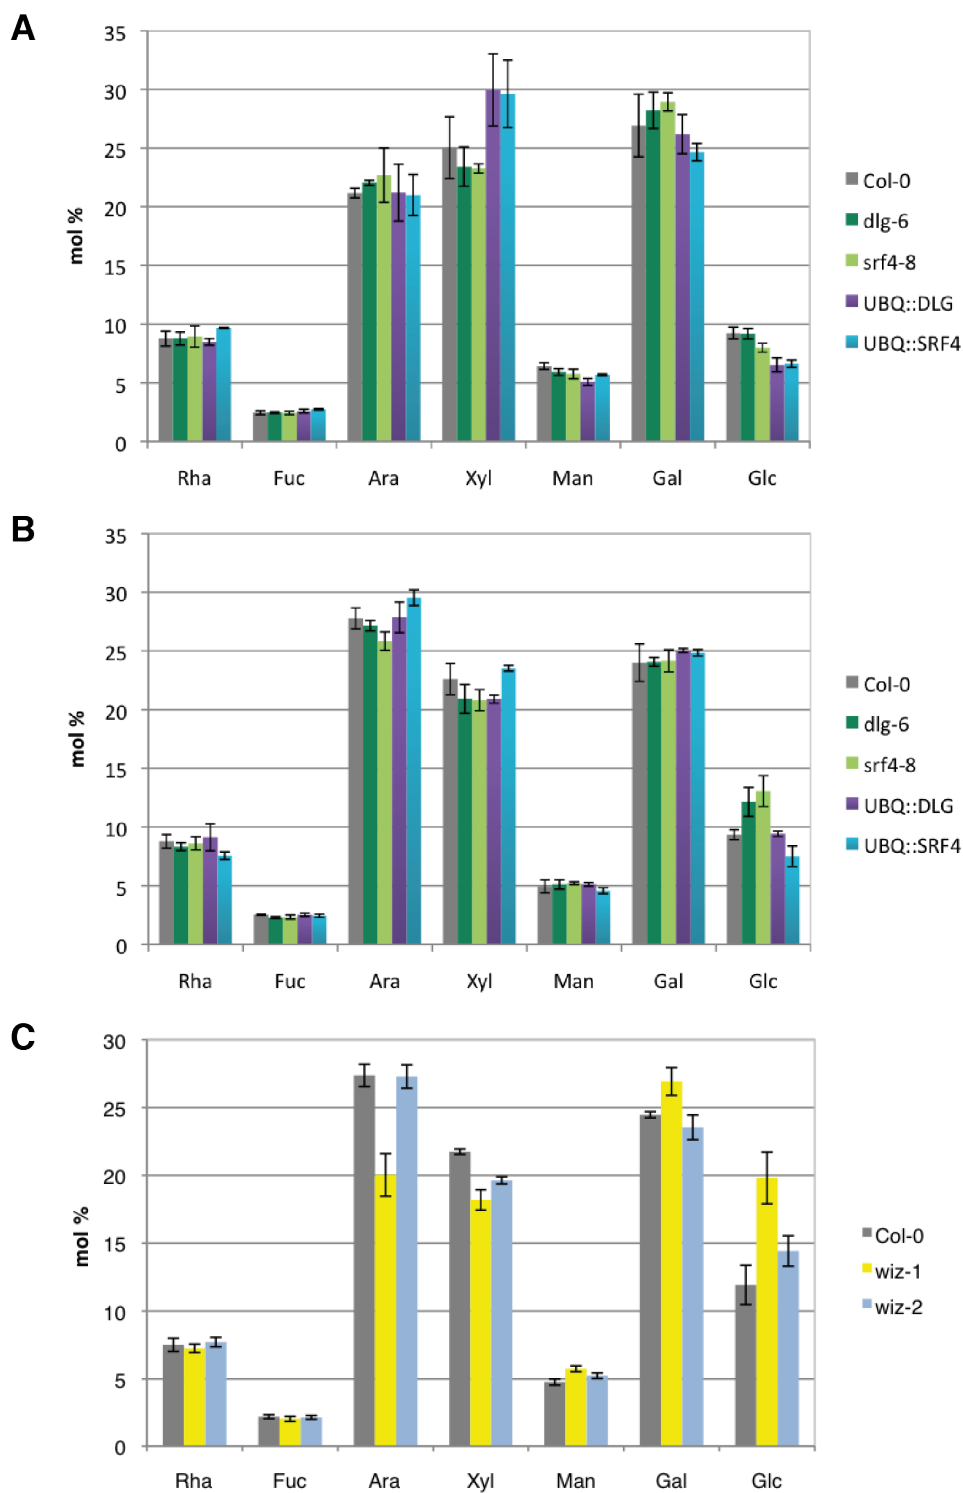 A
35
30
25
20
15
10
5
0
mol %
Rha Fuc Ara Xyl Man Gal Glc
Col-0
dlg-6
srf4-8
UBQ::DLG
UBQ::SRF4
B
35
30
25
20
15
10
5
0
mol %
Rha Fuc Ara Xyl Man Gal Glc
Col-0
dlg-6
srf4-8
UBQ::DLG
UBQ::SRF4
C
30
25
20
15
10
5
0
mol %
Rha Fuc Ara Xyl Man Gal Glc
Col-0
wiz-1
wiz-2